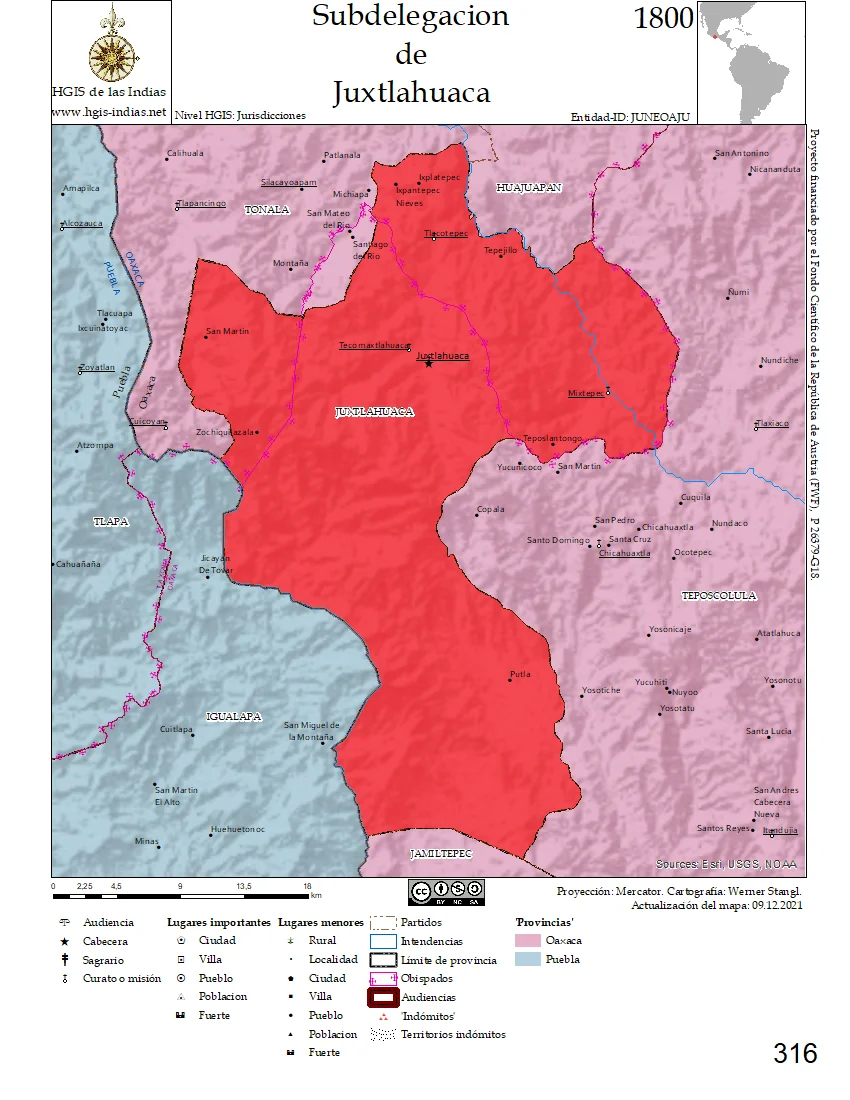 Subdelegacion
de
Juxtlahuaca
1800
HGIS de las Indias
www.hgis-indias.net
Nivel HGIS: Jurisdicciones
Entidad-ID: JUNEOAJU
Calihuala
Patlanala
San Antonino
Nicananduta
Amapilca
Silacayoapam
Ixplatepec
Michiapa
Ixpantepec
Nieves
HUAJUAPAN
Tlapancingo
TONALA
San Mateo
del Rio
Alcozauca
Tlacotepec
Santiago
del Rio
Tepejillo
Montaña
OAXACA
PUEBLA
Ñumi
Tlacuapa
Ixcuinatoyac
San Martin
Tecomaxtlahuaca
Juxtlahuaca
Nundiche
Zoyatlan
Puebla
Oaxaca
Mixtepec
JUXTLAHUACA
Cuicoyan
Zochiquilazala
Tlaxiaco
Atzompa
Teposlantongo
Yucunicoco
San Martin
Cuquila
Copala
TLAPA
San Pedro
Chicahuaxtla
Nundaco
Santo Domingo
Santa Cruz
Chicahuaxtla
Ocotepec
Cahuañaña
Jicayan
De Tovar
TEPOSCOLULA
Yosonicaje
Atatlahuca
Putla
Yucuhiti
Nuyoo
Yosonotu
Yosotiche
Yosotatu
IGUALAPA
Cuitlapa
San Miguel de
la Montaña
Santa Lucia
San Martin
El Alto
San Andres
Cabecera
Nueva
Huehuetonoc
Santos Reyes
Itundujia
Minas
JAMILTEPEC
Sources: Esri, USGS, NOAA
Proyecto financiado por el Fondo Científico de la República de Austria (FWF), P 26379-G18.
0 2,25 4,5 9 13,5 18
km
cc BY NC SA
Proyección: Mercator. Cartografía: Werner Stangl.
Actualización del mapa: 09.12.2021
Audiencia
Cabecera
Sagrario
Curato o misión
Lugares importantes
Ciudad
Villa
Pueblo
Poblacion
Fuerte
Lugares menores
Rural
Localidad
Ciudad
Villa
Pueblo
Poblacion
Fuerte
Partidos
Intendencias
Límite de provincia
Obispados
Audiencias
'Indómitos'
Territorios indómitos
'Provincias'
Oaxaca
Puebla
316